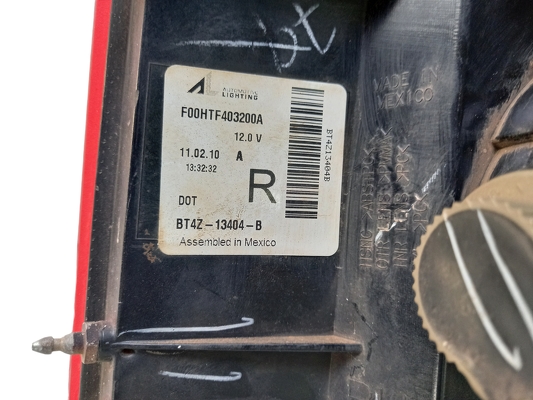 AL AUTOMOTIVE
LIGHTING
F00HTF403200A
12.0 V
11.02.10 A
13:32:32
R
DOT
BT4Z-13404-B
Assembled in Mexico
BT4Z13404B
MADE IN
MEXICO